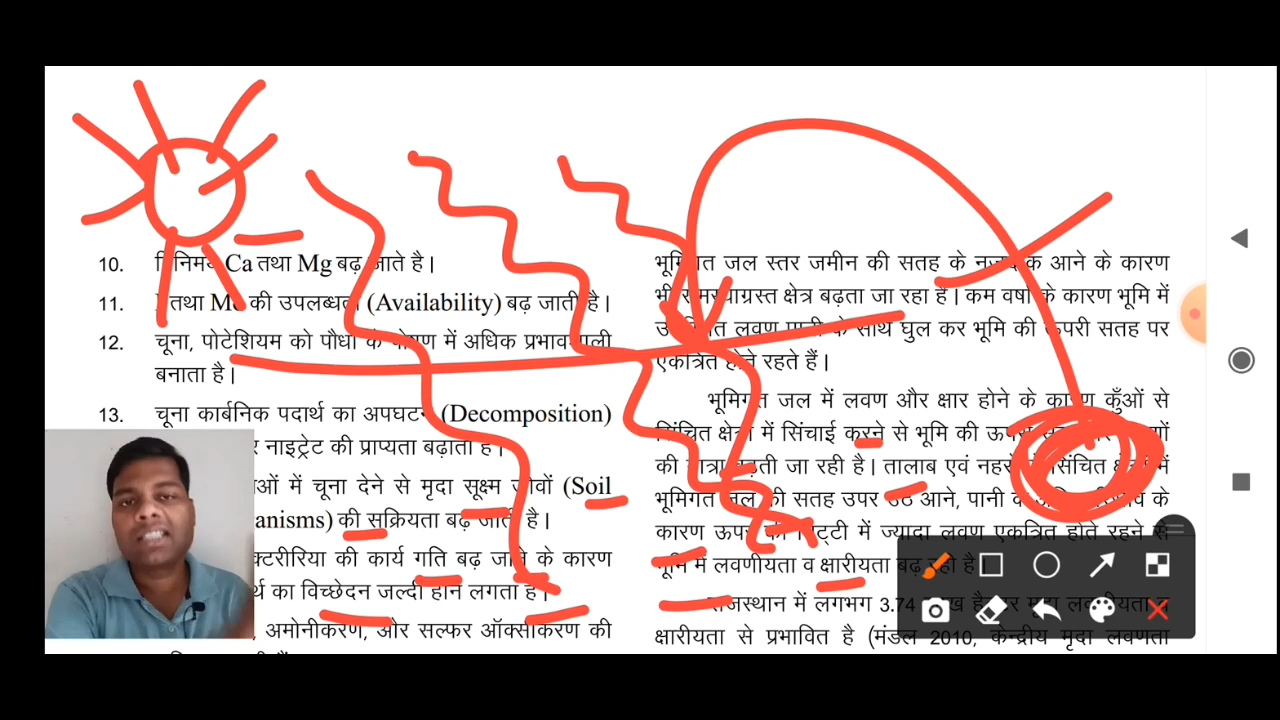 10. विनिमय Ca तथा Mg बढ़ जाते है।
11. तथा Mo की उपलब्धता (Availability) बढ़ जाती है।
12. चूना, पोटेशियम को पौधों के पोषण में अधिक प्रभावशाली
बनाता है।
13. चूना कार्बनिक पदार्थ का अपघटन (Decomposition)
नाइट्रेट की प्राप्यता बढ़ाता है।
में चूना देने से मृदा सूक्ष्म जीवों (Soil
की सक्रियता बढ़ जाती है।
की कार्य गति बढ़ जाने के कारण
का विच्छेदन जल्दी होने लगता है।
अमोनीकरण, और सल्फर ऑक्सीकरण की
भूमिगत जल स्तर जमीन की सतह के नजदीक आने के कारण
भी समस्याग्रस्त क्षेत्र बढ़ता जा रहा है। कम वर्षा के कारण भूमि में
उपस्थित लवण पानी के साथ घुल कर भूमि की ऊपरी सतह पर
एकत्रित होने रहते हैं।
भूमिगत जल में लवण और क्षार होने के कारण कुँओं से
सिंचित क्षेत्रों में सिंचाई करने से भूमि की ऊपरी
की मात्रा बढ़ती जा रही है। तालाब एवं नहरों सिंचित में
भूमिगत जल की सतह उपर उठ आने, पानी के
कारण ऊपर की मिट्टी में ज्यादा लवण एकत्रित होते रहने से
भूमि में लवणीयता व क्षारीयता बढ़ रही है।
राजस्थान में लगभग 3.74
क्षारीयता से प्रभावित है (मंडल 2010, केन्द्रीय मृदा लवणता